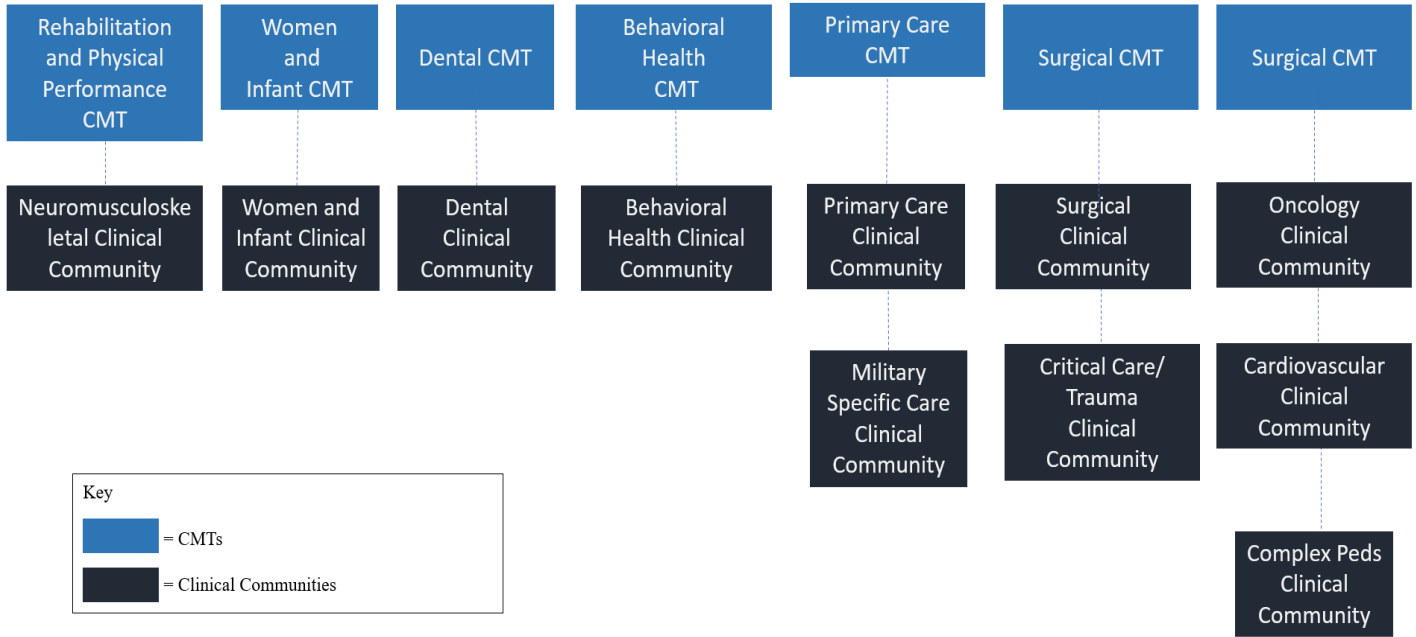 Rehabilitation
and Physical
Performance
CMT
Women
and
Infant CMT
Dental CMT
Behavioral
Health
CMT
Primary Care
CMT
Surgical CMT
Surgical CMT
Neuromusculoske
letal Clinical
Community
Women and
Infant Clinical
Community
Dental
Clinical
Community
Behavioral
Health Clinical
Community
Primary Care
Clinical
Community
Surgical
Clinical
Community
Oncology
Clinical
Community
Military
Specific Care
Clinical
Community
Critical Care/
Trauma
Clinical
Community
Cardiovascular
Clinical
Community
Complex Peds
Clinical
Community
Key
= CMTs
= Clinical Communities